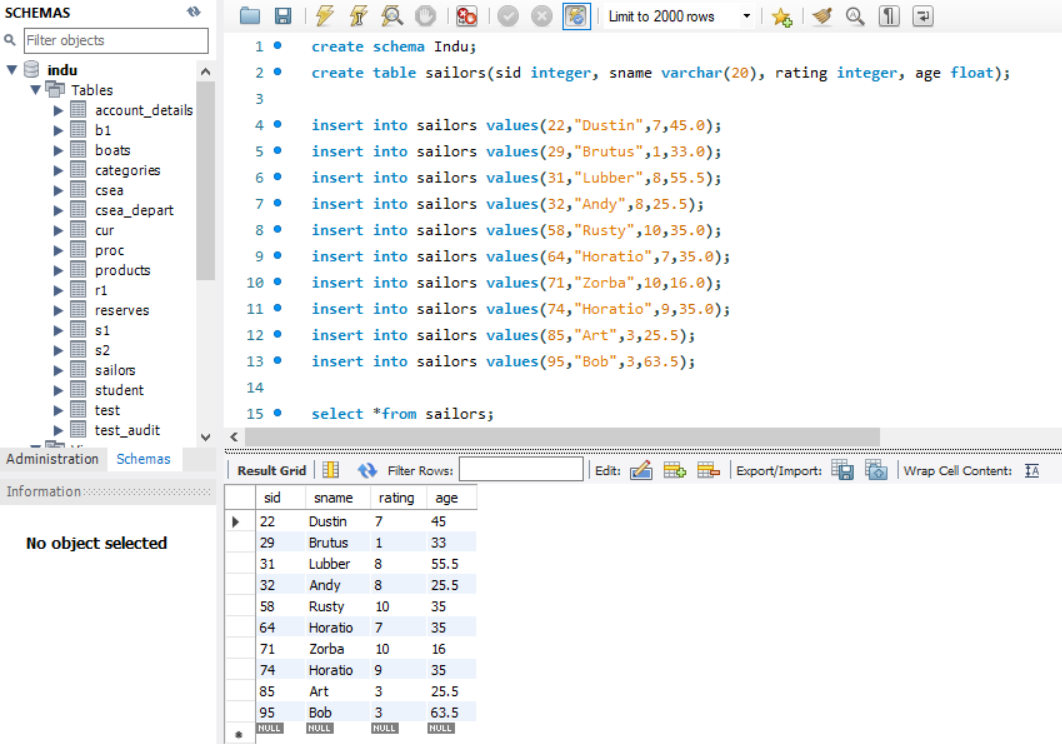 SCHEMAS
Filter objects
indu
Tables
account_details
b1
boats
categories
csea
csea_depart
cur
proc
products
r1
reserves
s1
s2
sailors
student
test
test_audit
Administration Schemas
Information
No object selected
Limit to 2000 rows
1 create schema Indu;
2 create table sailors(sid integer, sname varchar(20), rating integer, age float);
3
4 insert into sailors values(22,"Dustin",7,45.0);
5 insert into sailors values(29,"Brutus",1,33.0);
6 insert into sailors values(31,"Lubber",8,55.5);
7 insert into sailors values(32,"Andy",8,25.5);
8 insert into sailors values(58,"Rusty",10,35.0);
9 insert into sailors values(64,"Horatio",7,35.0);
10 insert into sailors values(71,"Zorba",10,16.0);
11 insert into sailors values(74,"Horatio",9,35.0);
12 insert into sailors values(85,"Art",3,25.5);
13 insert into sailors values(95,"Bob",3,63.5);
14
15 select *from sailors;
Result Grid Filter Rows: Edit: Export/Import: Wrap Cell Content: IA
sid sname rating age
22 Dustin 7 45
29 Brutus 1 33
31 Lubber 8 55.5
32 Andy 8 25.5
58 Rusty 10 35
64 Horatio 7 35
71 Zorba 10 16
74 Horatio 9 35
85 Art 3 25.5
95 Bob 3 63.5
NULL NULL NULL NULL